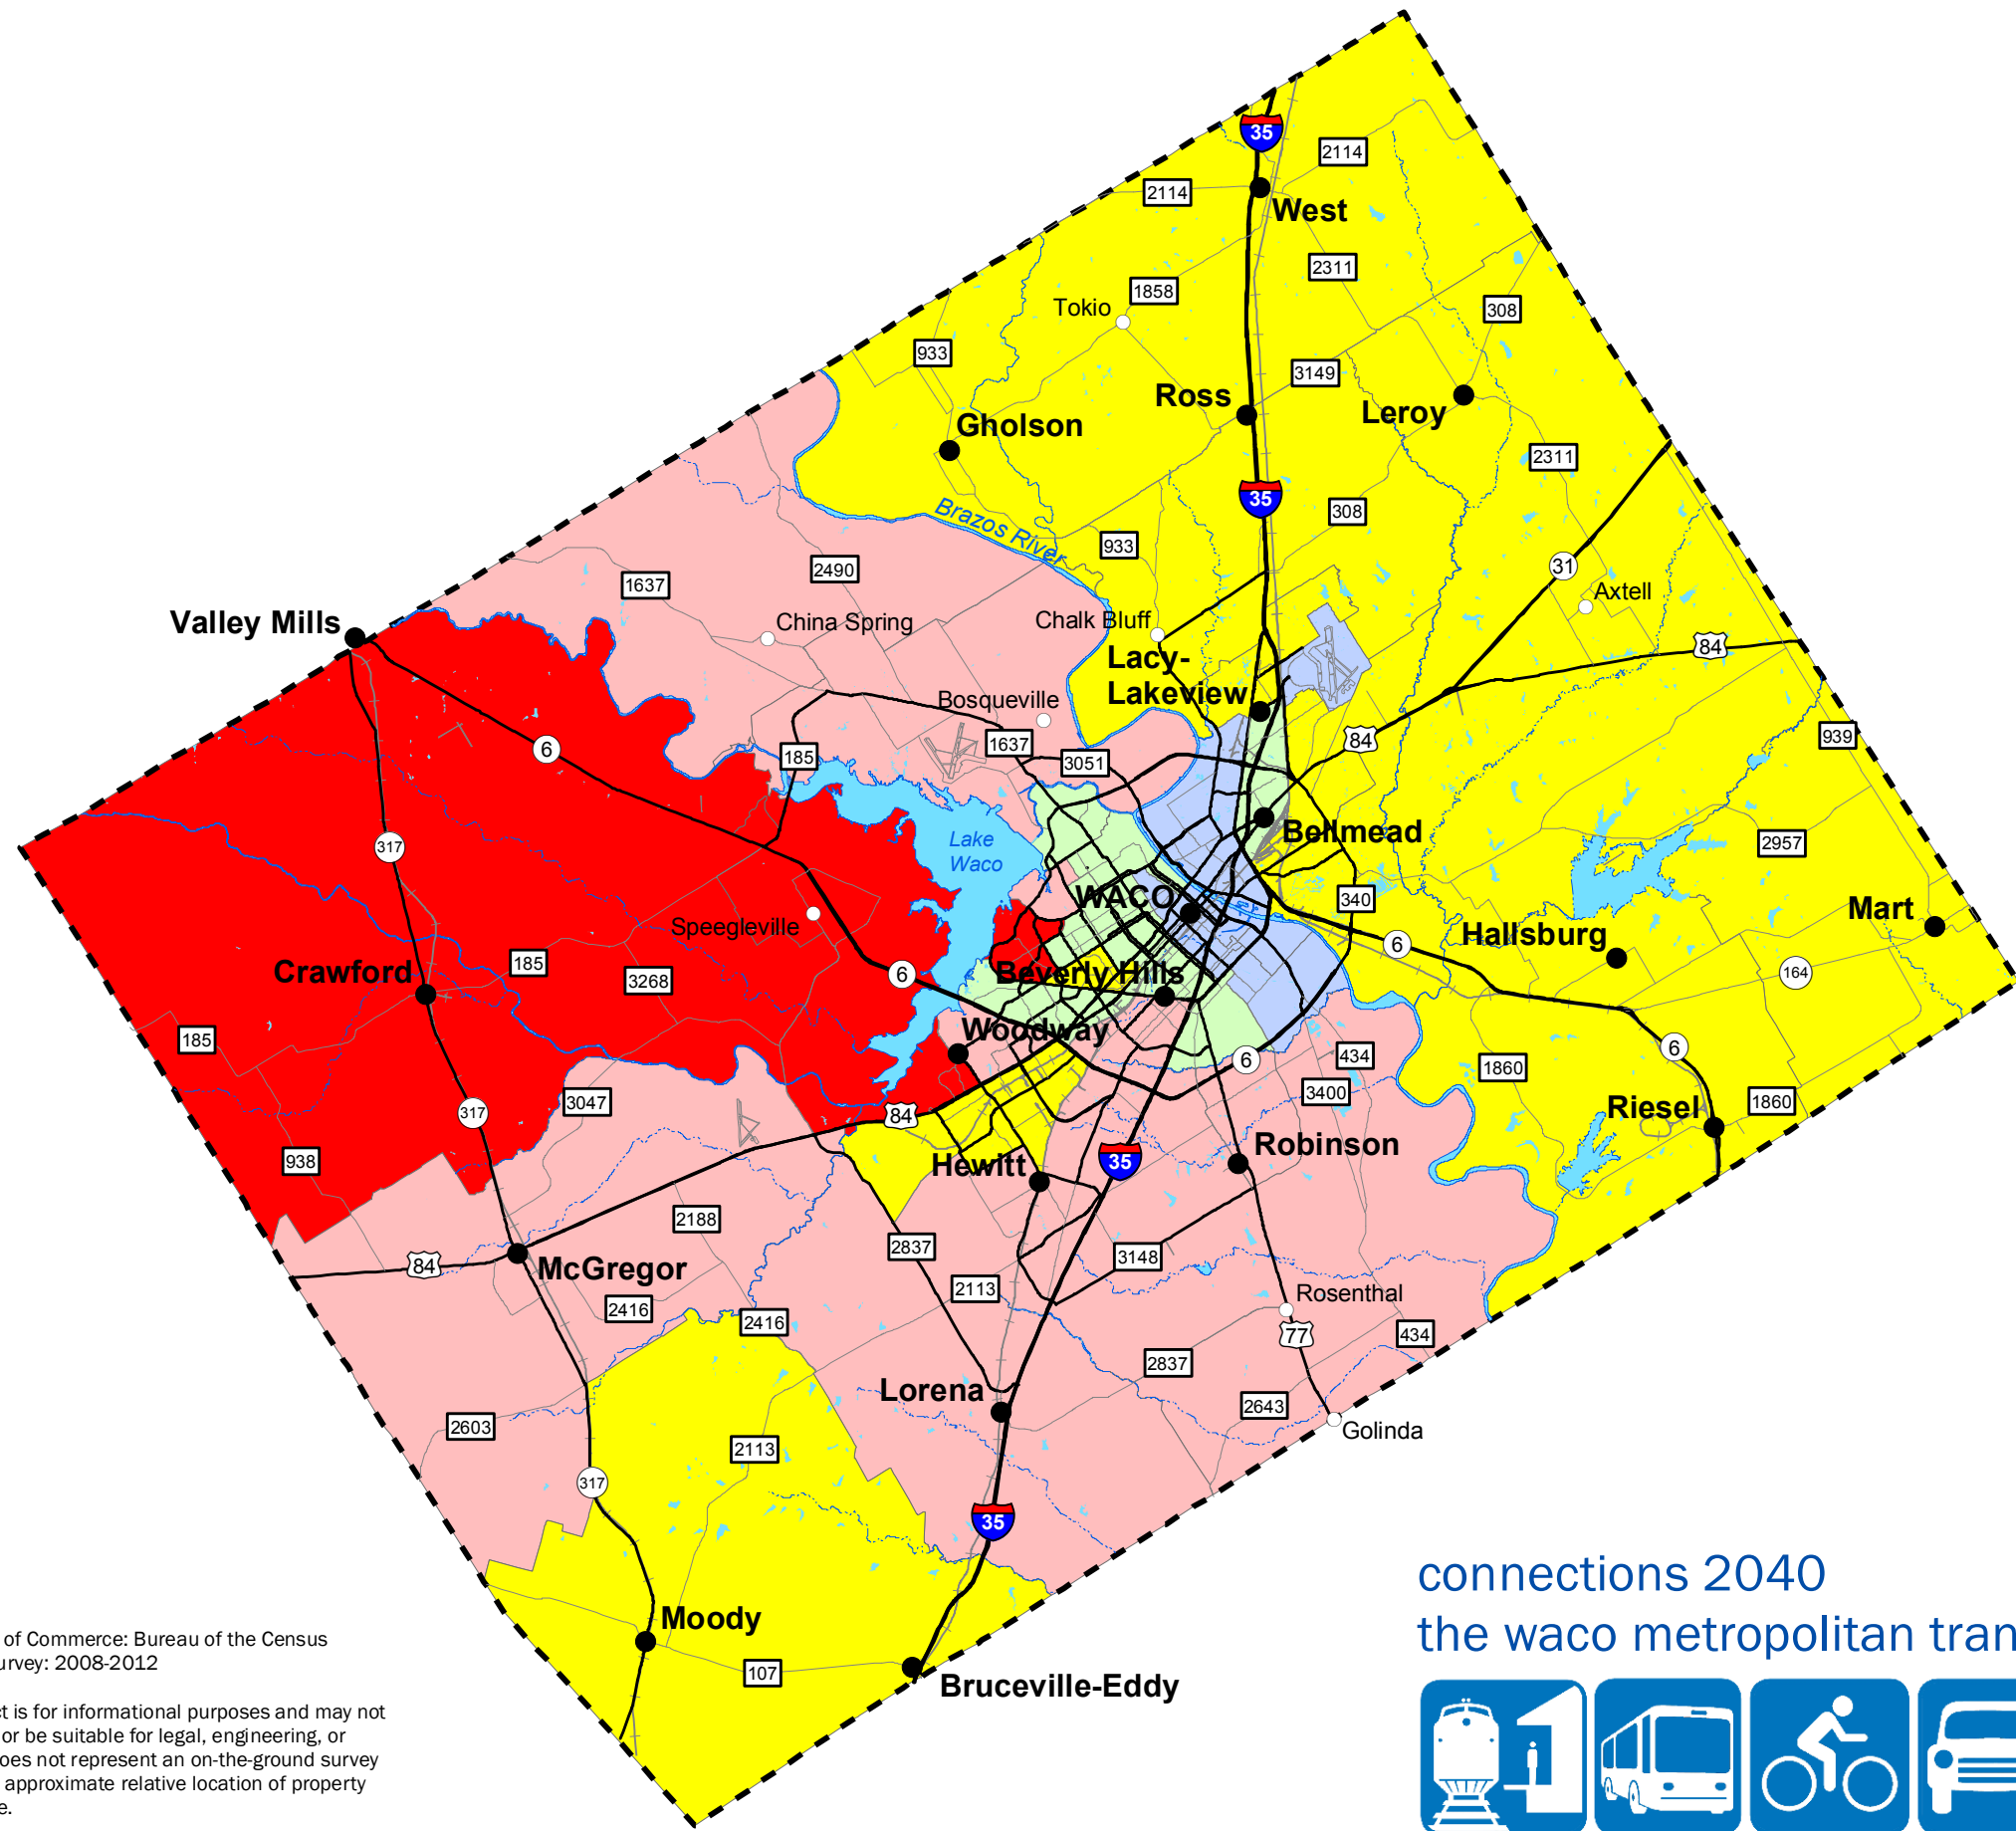 35
2114
2114
West
2311
1858
Tokio
308
933
3149
Ross
Leroy
Gholson
2311
35
308
Brazos River
933
31
2490
1637
Axtell
Valley Mills
China Spring
Chalk Bluff
84
Lacy-
Lakeview
Bosqueville
6
185
1637
3051
84
939
Lake
Waco
Bellmead
317
2957
WACO
340
Speegleville
Mart
Hallsburg
6
Crawford
185
3268
6
Beverly Hills
164
185
Woodway
6
434
6
1860
3400
3047
317
84
1860
Riesel
938
Hewitt
35
Robinson
2188
2837
3148
84
McGregor
2113
Rosenthal
2416
2416
77
434
2837
Lorena
2643
2603
Golinda
2113
317
35
connections 2040
Moody
the waco metropolitan tran
of Commerce: Bureau of the Census
urvey: 2008-2012
107
Bruceville-Eddy
ct is for informational purposes and may not
or be suitable for legal, engineering, or
oes not represent an on-the-ground survey
approximate relative location of property
e.